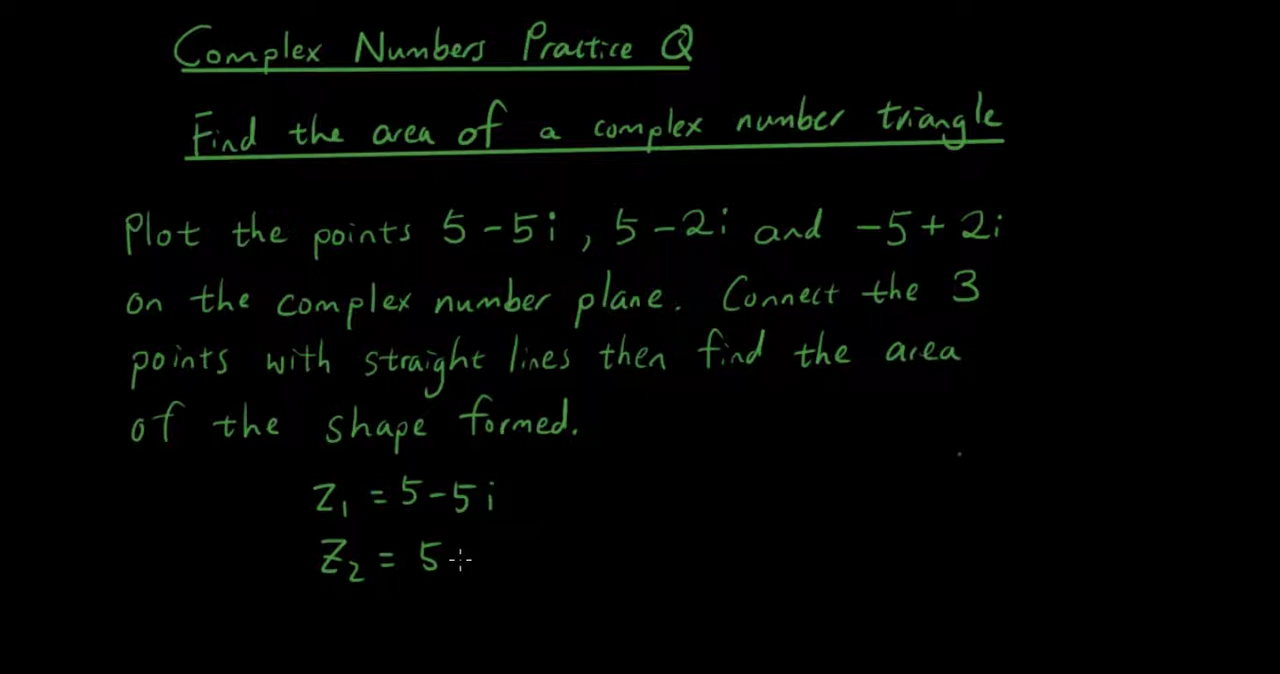 Complex Numbers Practice Q
Find the area of a complex number triangle
Plot the points 5 - 5i , 5 - 2i and -5 + 2i
on the complex number plane. Connect the 3
points with straight lines then find the area
of the shape formed.
Z₁ = 5 - 5i
Z₂ = 5